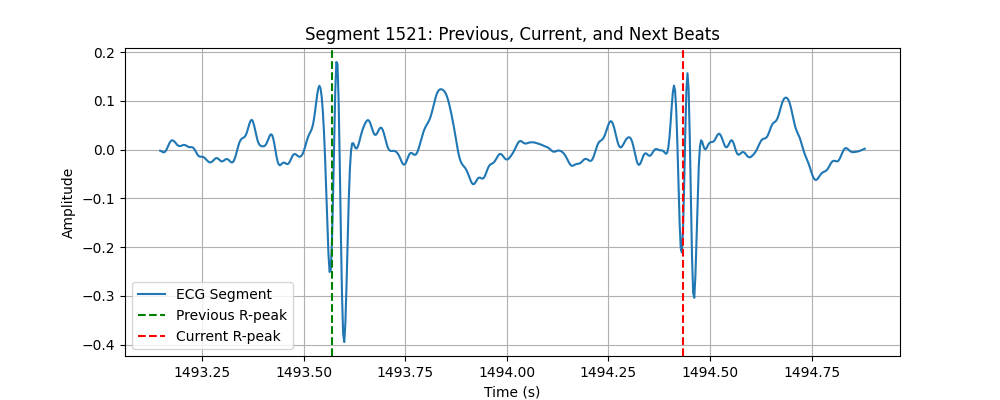 Segment 1521: Previous, Current, and Next Beats
0.2
0.1
0.0
−0.1
−0.2
−0.3
−0.4
Amplitude
ECG Segment
Previous R-peak
Current R-peak
1493.25 1493.50 1493.75 1494.00 1494.25 1494.50 1494.75
Time (s)